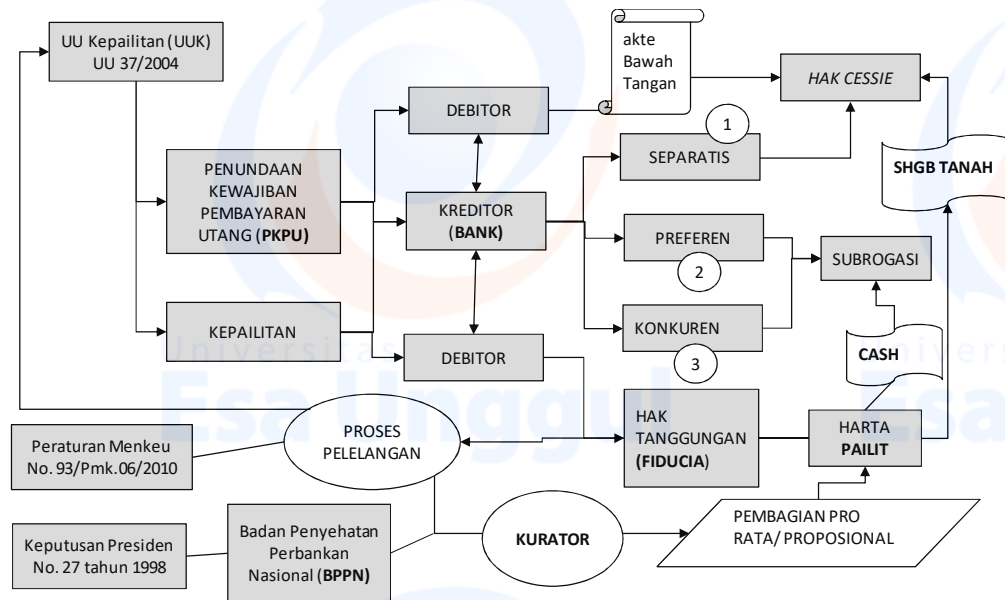 UU Kepailitan (UUK)
UU 37/2004
akte
Bawah
Tangan
HAK CESSIE
DEBITOR
1
SEPARATIS
SHGB TANAH
PENUNDAAN
KEWAJIBAN
PEMBAYARAN
UTANG (PKPU)
KREDITOR
(BANK)
PREFEREN
2
SUBROGASI
KEPAILITAN
KONKUREN
3
DEBITOR
CASH
Universitas
Esa Unggul
Univers
Esa
HAK
TANGGUNGAN
(FIDUCIA)
HARTA
PAILIT
PROSES
PELELANGAN
Peraturan Menkeu
No. 93/Pmk.06/2010
Keputusan Presiden
No. 27 tahun 1998
Badan Penyehatan
Perbankan
Nasional (BPPN)
KURATOR
PEMBAGIAN PRO
RATA/ PROPOSIONAL